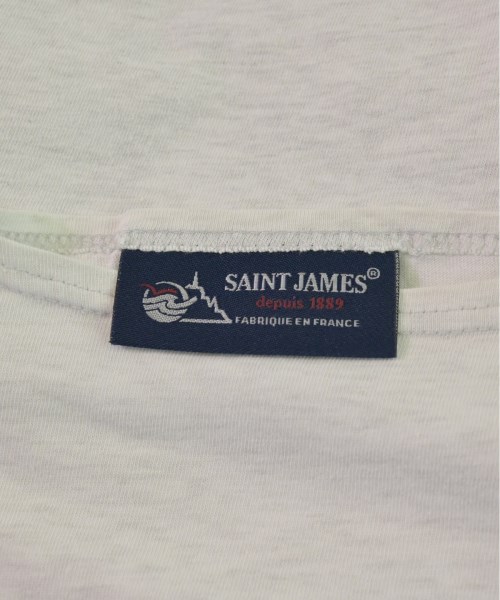 SAINT JAMES®
depuis 1889
FABRIQUE EN FRANCE